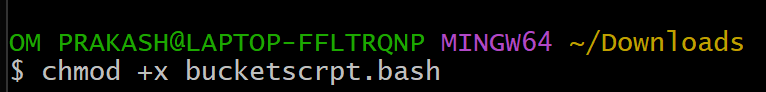 OM PRAKASH@LAPTOP-FFLTRQNP MINGW64 ~/Downloads
$ chmod +x bucketscrpt.bash